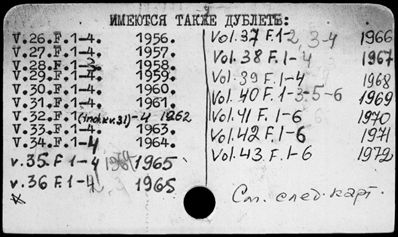 ИМЕЮТСЯ ТАКЖЕ ДУБЛЕТЫ:
V.26.F.1-4. 1956.
V.27.F.1-4. 1957.
V.28.F.1-3 1958.
V.29.F.1-4. 1959.
V.30.F.1-4. 1960.
V.31.F.1-4. 1961.
V.32.F.1(ind.k v.31)-4 1962
V.33.F.1-4. 1963.
V.34.F.1-4 1964.
v.35 F.1-4 1964 1965
v.36 F.1-4 1965
Vol.37 F.1-2 3-4 1966
Vol.38 F.1-4 1967
Vol.39 F.1-4 1968
Vol.40 F.1-3-5-6 1969
Vol.41 F.1-6 1970
Vol.42 F.1-6 1971
Vol.43 F.1-6 1972
См. след. карт.